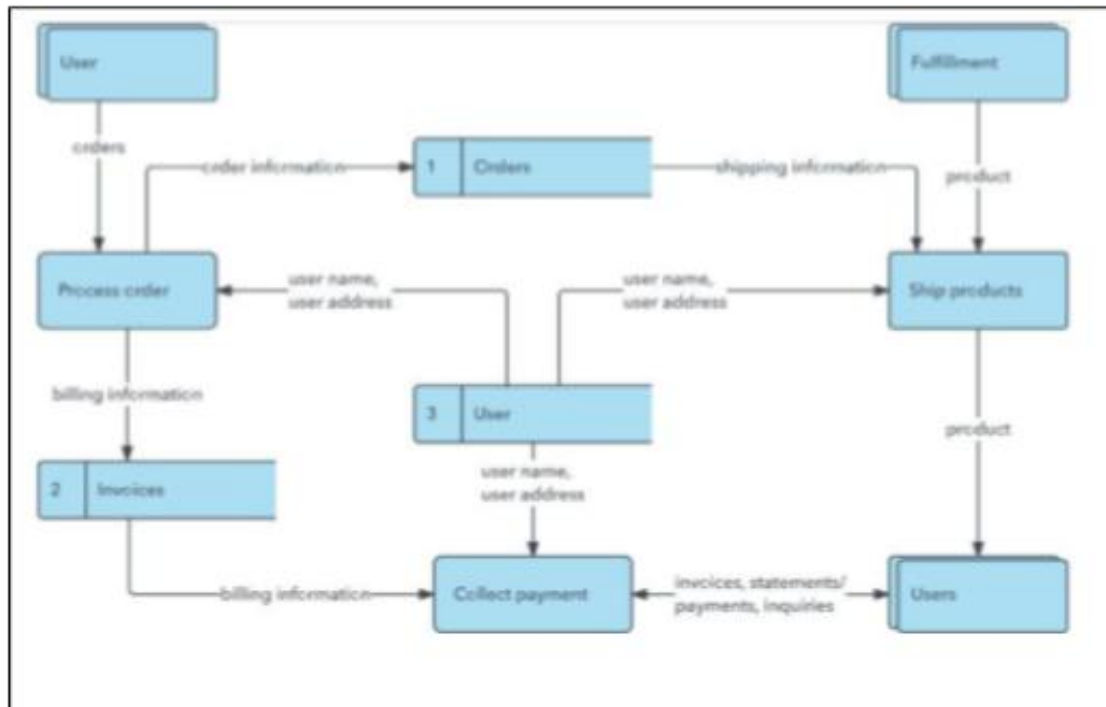 User
Fulfillment
orders
order information
1 Orders
shipping information
product
Process order
user name,
user address
user name,
user address
Ship products
billing information
3 User
product
2 Invoices
user name,
user address
billing information
Collect payment
invoices, statements/
payments, inquiries
Users